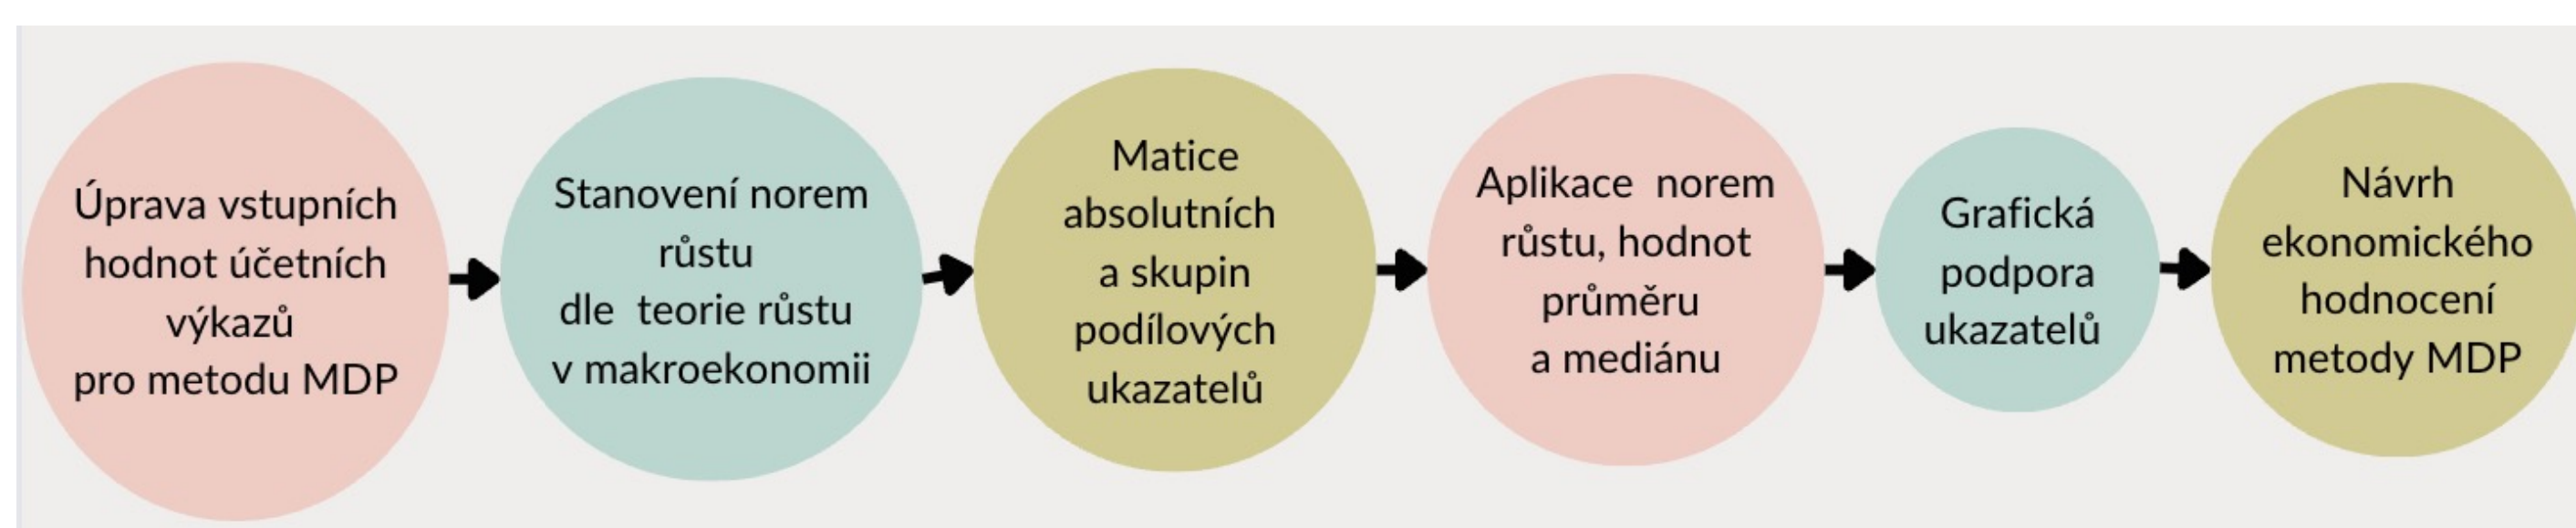 Úprava vstupních
hodnot účetních
výkazů
pro metodu MDP
Stanovení norem
růstu
dle  teorie růstu
v makroekonomii
Matice
absolutních
a skupin
podílových
ukazatelů
Aplikace  norem
růstu, hodnot
průměru
a mediánu
Grafická
podpora
ukazatelů
Návrh
ekonomického
hodnocení
metody MDP